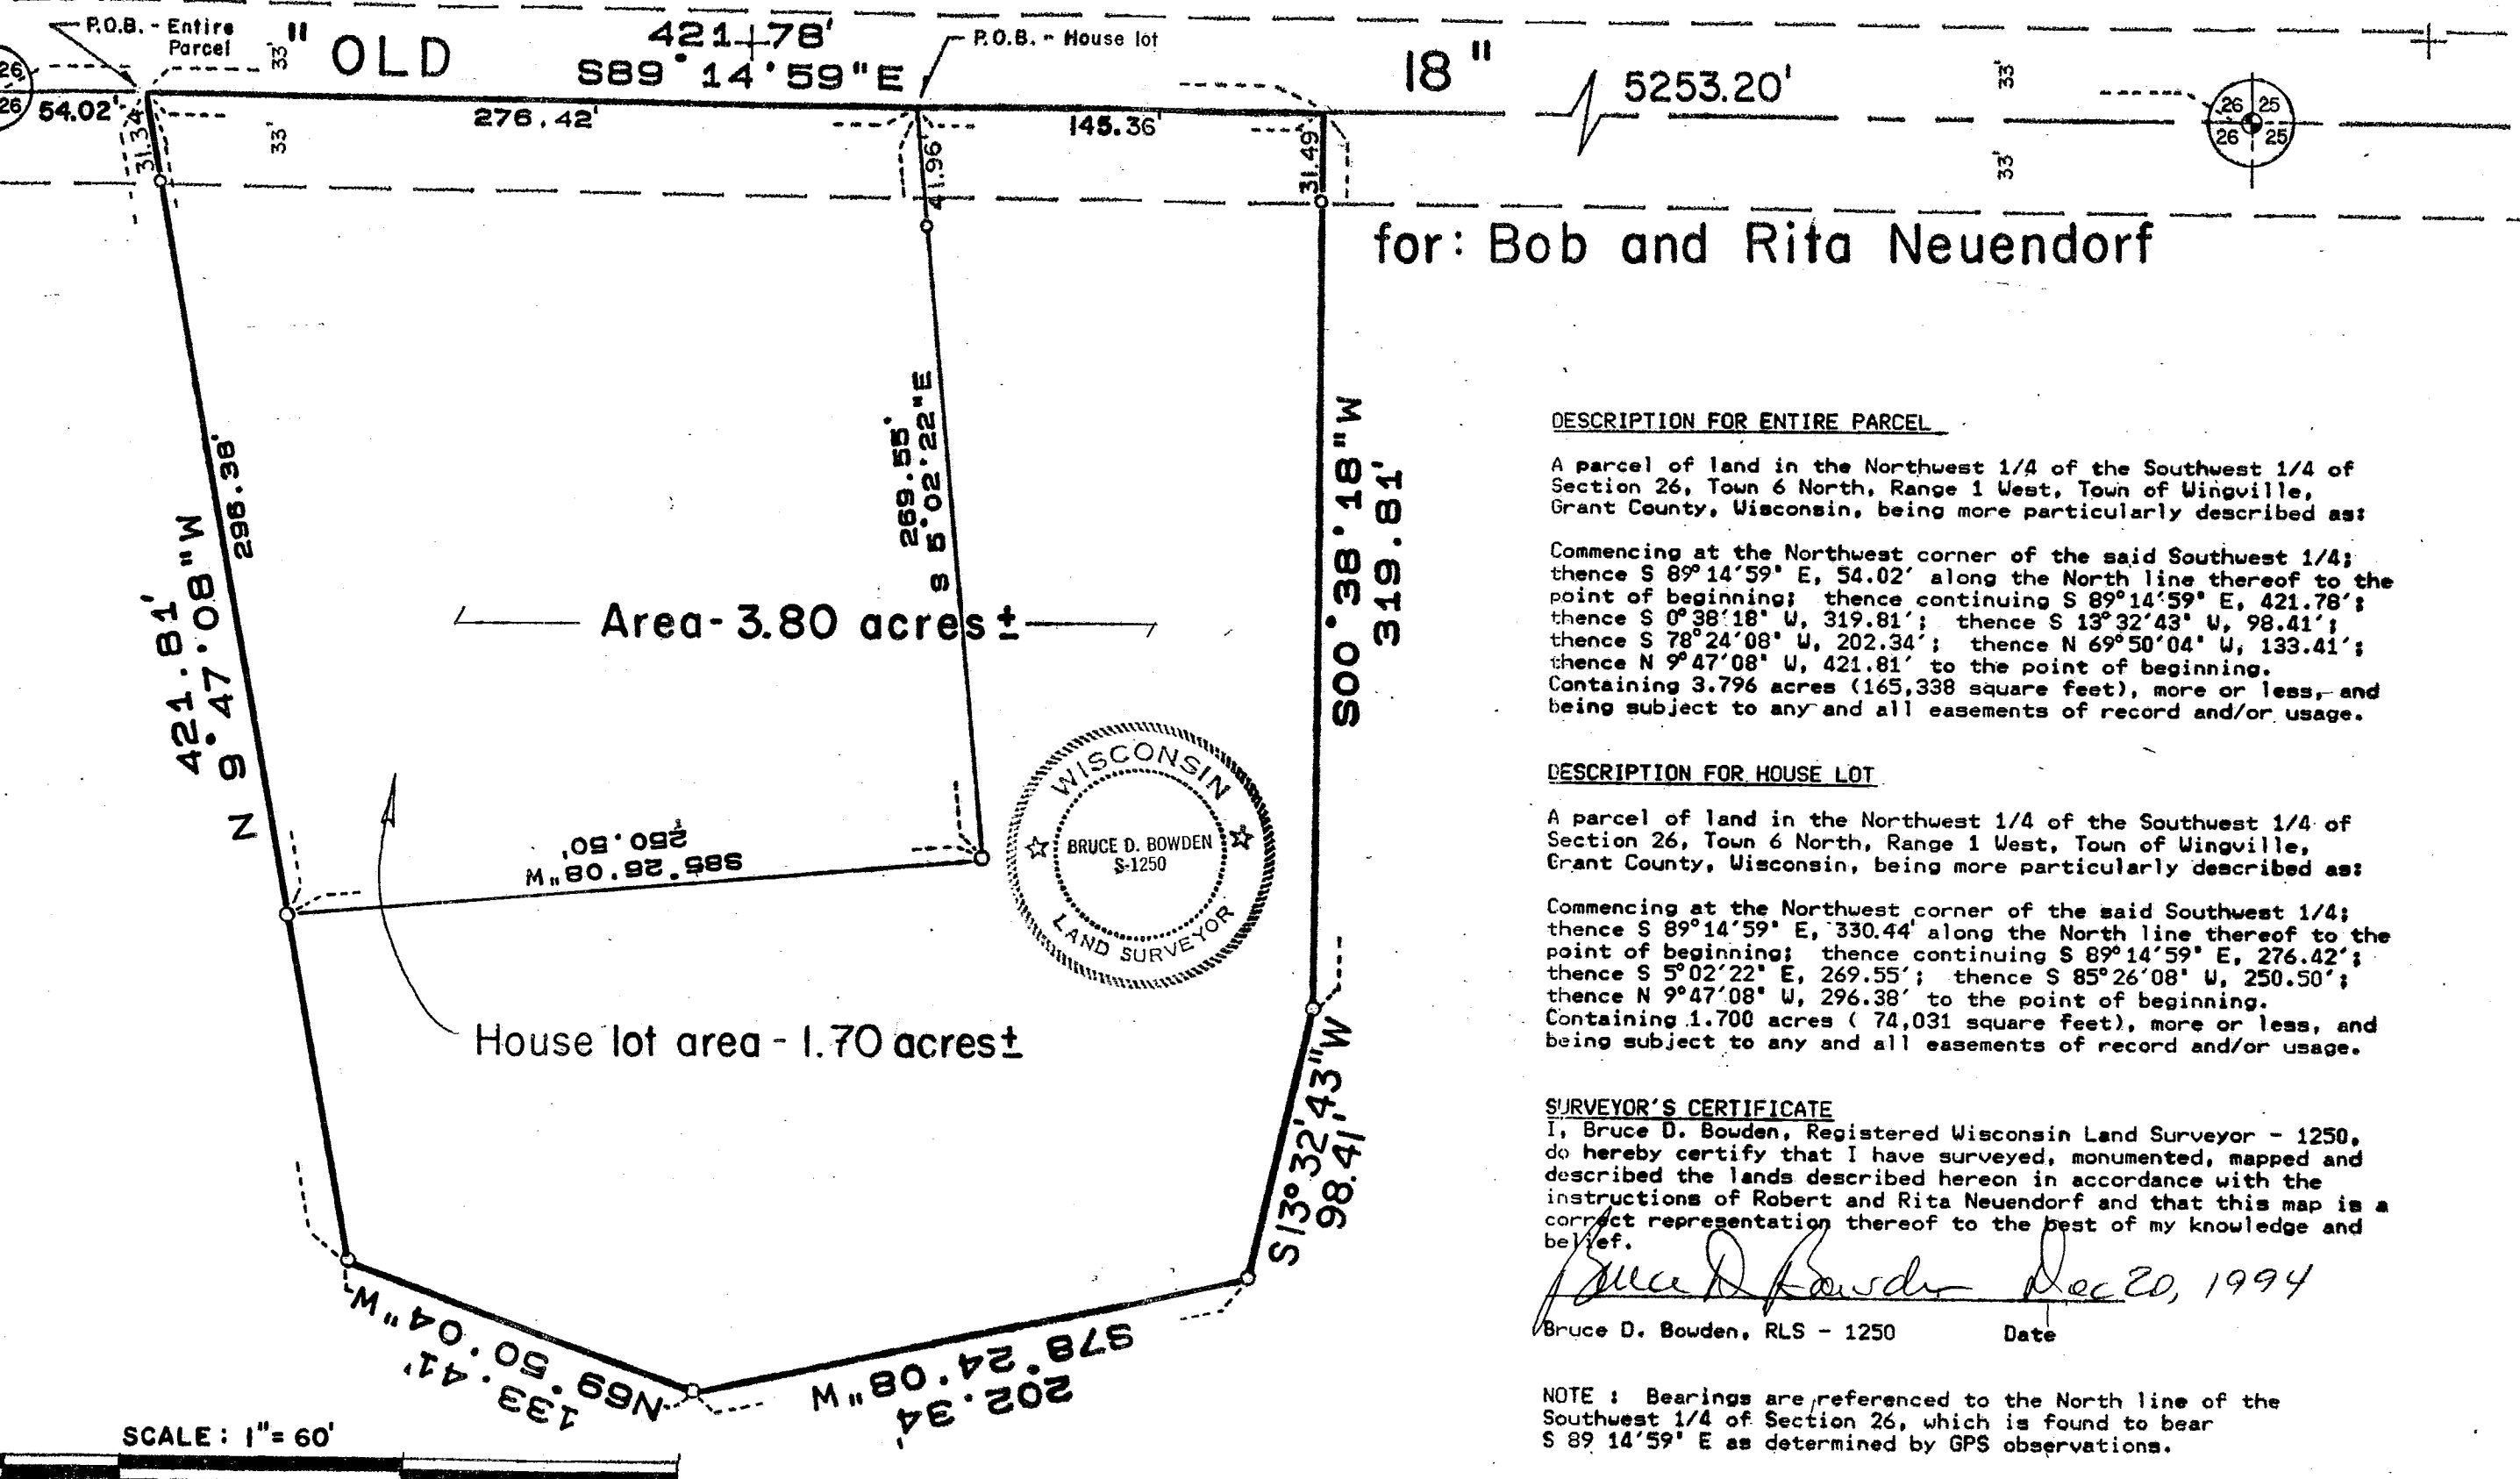 P.O.B. - Entire
Parcel
33'
" OLD
421.78'
S89°14'59"E
P.O.B. - House lot
18"
5253.20'
33'
26
26
54.02'
276.42'
145.36'
26 25
26 25
31.34'
33'
41.96'
31.49'
33'
for: Bob and Rita Neuendorf
296.38'
421.81'
N 9°47'08"W
269.55'
S 5°02'22"E
S00°38'18"W
319.81'
Area- 3.80 acres ±
250.50'
S85°26'08"W
WISCONSIN
BRUCE D. BOWDEN
S-1250
LAND SURVEYOR
House lot area - 1.70 acres±
S13°32'43"W
98.41'
N69°50'04"W
133.41'
S78°24'08"W
202.34'
SCALE: 1"= 60'
DESCRIPTION FOR ENTIRE PARCEL
A parcel of land in the Northwest 1/4 of the Southwest 1/4 of
Section 26, Town 6 North, Range 1 West, Town of Wingville,
Grant County, Wisconsin, being more particularly described as:
Commencing at the Northwest corner of the said Southwest 1/4;
thence S 89°14'59" E, 54.02' along the North line thereof to the
point of beginning; thence continuing S 89°14'59" E, 421.78';
thence S 0°38'18" W, 319.81'; thence S 13°32'43" W, 98.41';
thence S 78°24'08" W, 202.34'; thence N 69°50'04" W, 133.41';
thence N 9°47'08" W, 421.81' to the point of beginning.
Containing 3.796 acres (165,338 square feet), more or less, and
being subject to any and all easements of record and/or usage.
DESCRIPTION FOR HOUSE LOT
A parcel of land in the Northwest 1/4 of the Southwest 1/4 of
Section 26, Town 6 North, Range 1 West, Town of Wingville,
Grant County, Wisconsin, being more particularly described as:
Commencing at the Northwest corner of the said Southwest 1/4;
thence S 89°14'59" E, 330.44' along the North line thereof to the
point of beginning; thence continuing S 89°14'59" E, 276.42';
thence S 5°02'22" E, 269.55'; thence S 85°26'08" W, 250.50';
thence N 9°47'08" W, 296.38' to the point of beginning.
Containing 1.700 acres ( 74,031 square feet), more or less, and
being subject to any and all easements of record and/or usage.
SURVEYOR'S CERTIFICATE
I, Bruce D. Bowden, Registered Wisconsin Land Surveyor - 1250,
do hereby certify that I have surveyed, monumented, mapped and
described the lands described hereon in accordance with the
instructions of Robert and Rita Neuendorf and that this map is a
correct representation thereof to the best of my knowledge and
belief.
Bruce D Bowden Dec 20, 1994
Bruce D. Bowden, RLS - 1250 Date
NOTE : Bearings are referenced to the North line of the
Southwest 1/4 of Section 26, which is found to bear
S 89 14'59" E as determined by GPS observations.